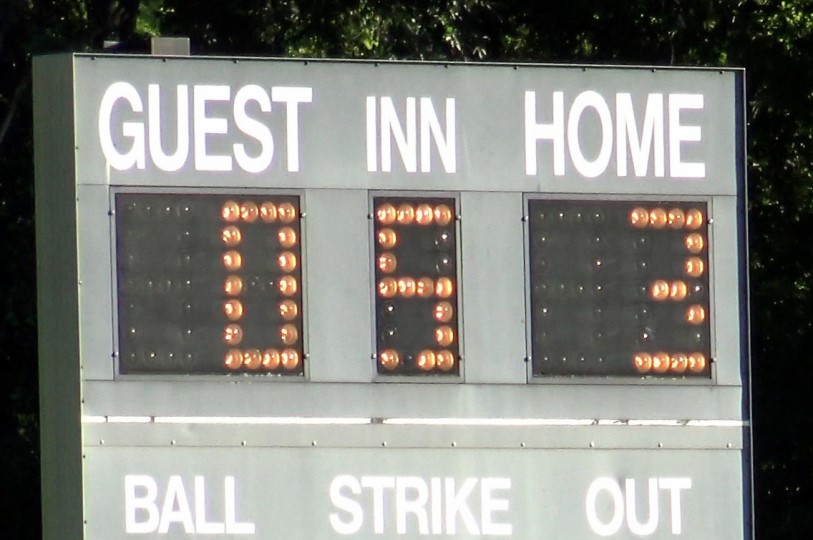 GUEST INN HOME
0 5 3
BALL STRIKE OUT